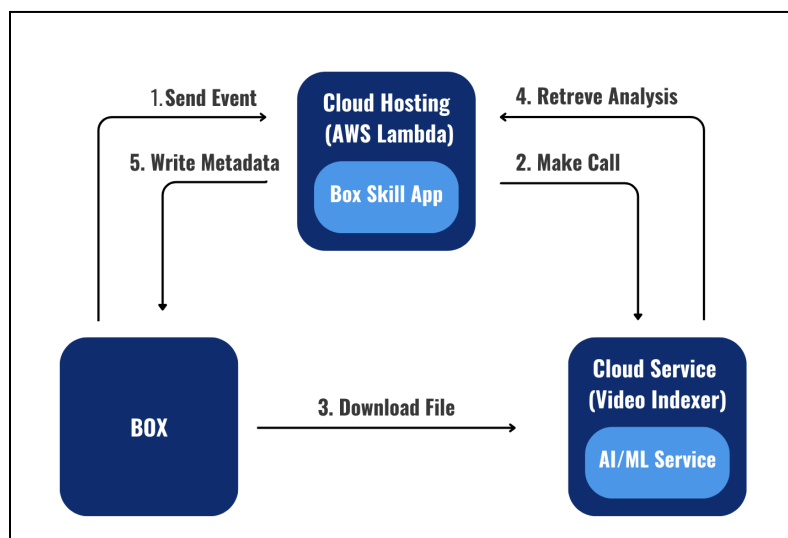 1. Send Event
Cloud Hosting
(AWS Lambda)
4. Retreve Analysis
5. Write Metadata
Box Skill App
2. Make Call
BOX
3. Download File
Cloud Service
(Video Indexer)
AI/ML Service